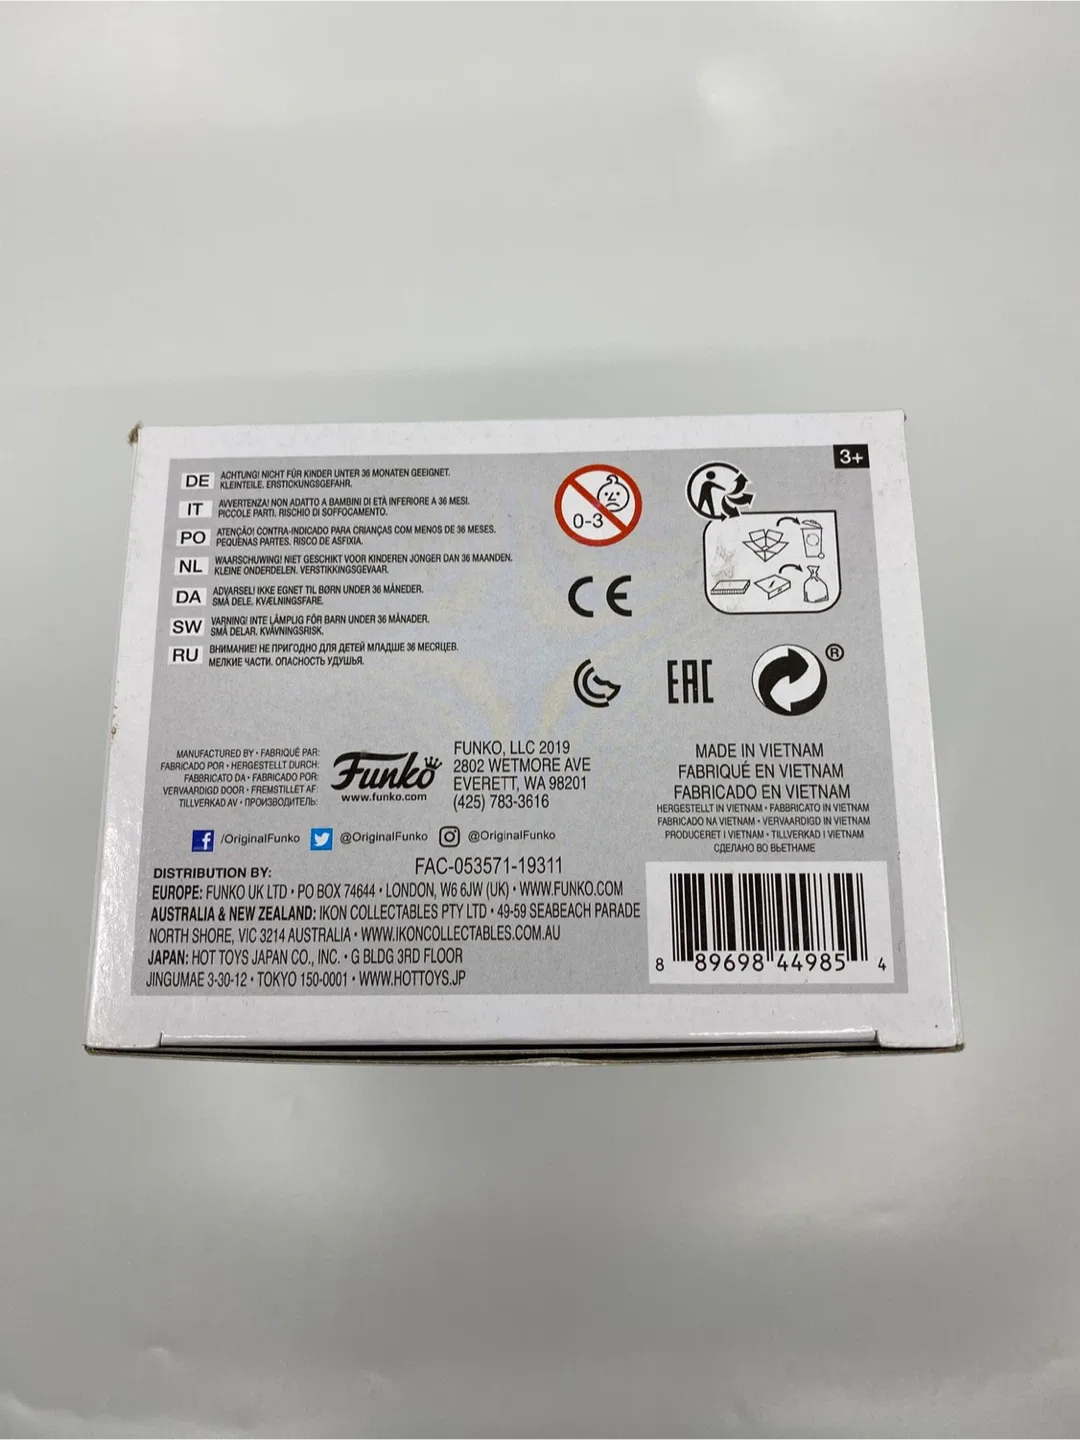 3+
DE ACHTUNG! NICHT FÜR KINDER UNTER 36 MONATEN GEEIGNET.
KLEINTEILE. ERSTICKUNGSGEFAHR.
IT AVVERTENZA! NON ADATTO A BAMBINI DI ETÀ INFERIORE A 36 MESI.
PICCOLE PARTI. RISCHIO DI SOFFOCAMENTO.
PO ATENÇÃO! CONTRA-INDICADO PARA CRIANÇAS COM MENOS DE 36 MESES.
PEQUENAS PARTES. RISCO DE ASFIXIA.
NL WAARSCHUWING! NIET GESCHIKT VOOR KINDEREN JONGER DAN 36 MAANDEN.
KLEINE ONDERDELEN. VERSTIKKINGSGEVAAR.
DA ADVARSEL! IKKE EGNET TIL BØRN UNDER 36 MÅNEDER.
SMÅ DELE. KVÆLNINGSFARE.
SW VARNING! INTE LÄMPLIG FÖR BARN UNDER 36 MÅNADER.
SMÅ DELAR. KVÄVNINGSRISK.
RU ВНИМАНИЕ! НЕ ПРИГОДНО ДЛЯ ДЕТЕЙ МЛАДШЕ 36 МЕСЯЦЕВ.
МЕЛКИЕ ЧАСТИ. ОПАСНОСТЬ УДУШЬЯ.
0-3
CE
EAC
®
MANUFACTURED BY • FABRIQUÉ PAR:
FABRICADO POR • HERGESTELLT DURCH:
FABBRICATO DA • FABRICADO POR:
VERVAARDIGD DOOR • FREMSTILLET AF:
TILLVERKAD AV • ПРОИЗВОДИТЕЛЬ:
Funko
www.funko.com
FUNKO, LLC 2019
2802 WETMORE AVE
EVERETT, WA 98201
(425) 783-3616
MADE IN VIETNAM
FABRIQUÉ EN VIETNAM
FABRICADO EN VIETNAM
HERGESTELLT IN VIETNAM • FABBRICATO IN VIETNAM
FABRICADO NA VIETNAM • VERVAARDIGD IN VIETNAM
PRODUCERET I VIETNAM • TILLVERKAD I VIETNAM
СДЕЛАНО ВО ВЬЕТНАМЕ
f /OriginalFunko @OriginalFunko @OriginalFunko
FAC-053571-19311
DISTRIBUTION BY:
EUROPE: FUNKO UK LTD • PO BOX 74644 • LONDON, W6 6JW (UK) • WWW.FUNKO.COM
AUSTRALIA & NEW ZEALAND: IKON COLLECTABLES PTY LTD • 49-59 SEABEACH PARADE
NORTH SHORE, VIC 3214 AUSTRALIA • WWW.IKONCOLLECTABLES.COM.AU
JAPAN: HOT TOYS JAPAN CO., INC. • G BLDG 3RD FLOOR
JINGUMAE 3-30-12 • TOKYO 150-0001 • WWW.HOTTOYS.JP
8 89698 44985 4